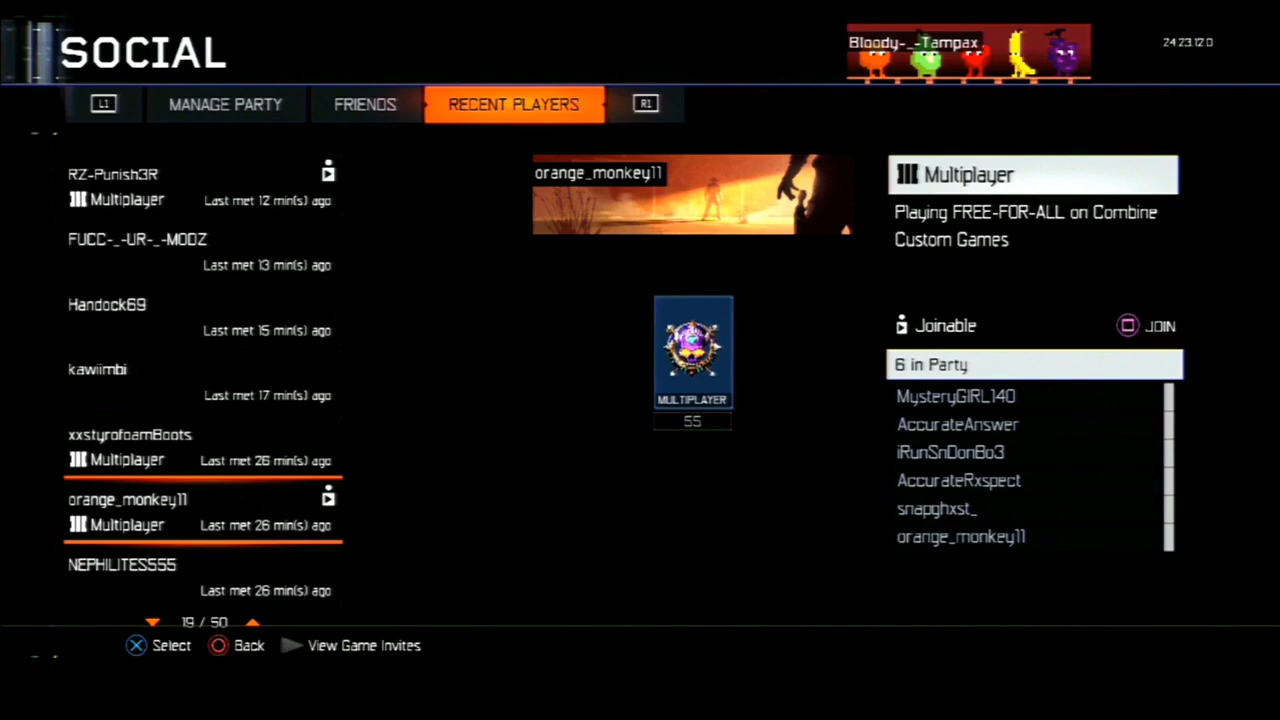 SOCIAL
Bloody-_-Tampax
24.23.12.0
L1
MANAGE PARTY
FRIENDS
RECENT PLAYERS
R1
RZ-Punish3R
Multiplayer
Last met 12 min(s) ago
FUCC-_-UR-_-MODZ
Last met 13 min(s) ago
Handock69
Last met 15 min(s) ago
kawiimbi
Last met 17 min(s) ago
xxstyrofoamBoots
Multiplayer
Last met 26 min(s) ago
orange_monkey11
Multiplayer
Last met 26 min(s) ago
NEPHILITES555
Last met 26 min(s) ago
19 / 50
orange_monkey11
MULTIPLAYER
55
Multiplayer
Playing FREE-FOR-ALL on Combine
Custom Games
Joinable
JOIN
6 in Party
MysteryGIRL140
AccurateAnswer
iRunSnDonBo3
AccurateRxspect
snapghxst_
orange_monkey11
Select
Back
View Game Invites